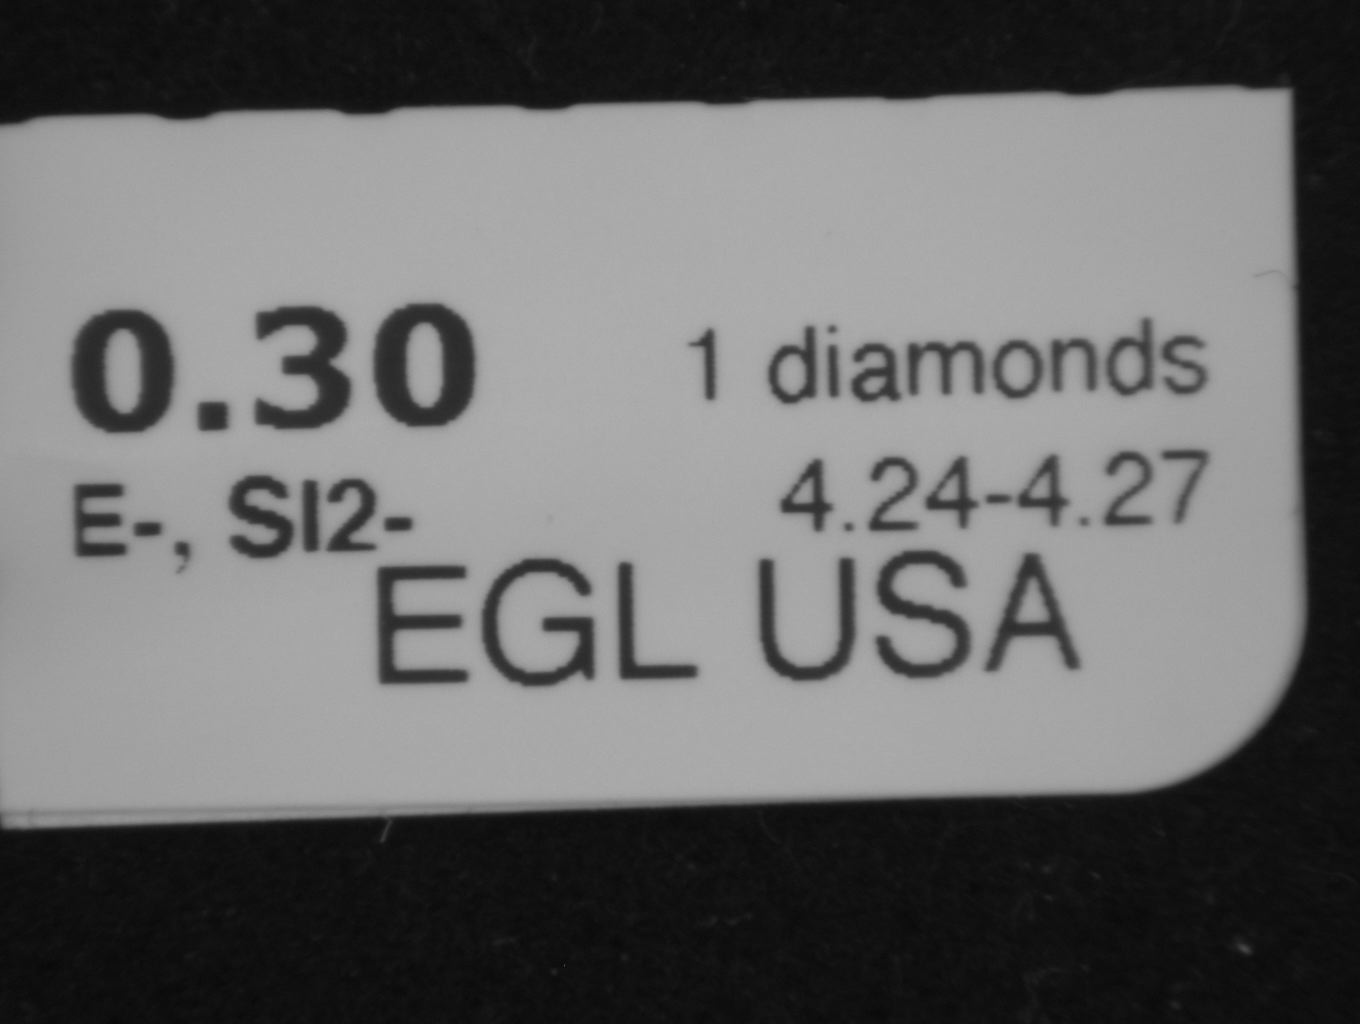 0.30 1 diamonds
E-, SI2- 4.24-4.27
EGL USA